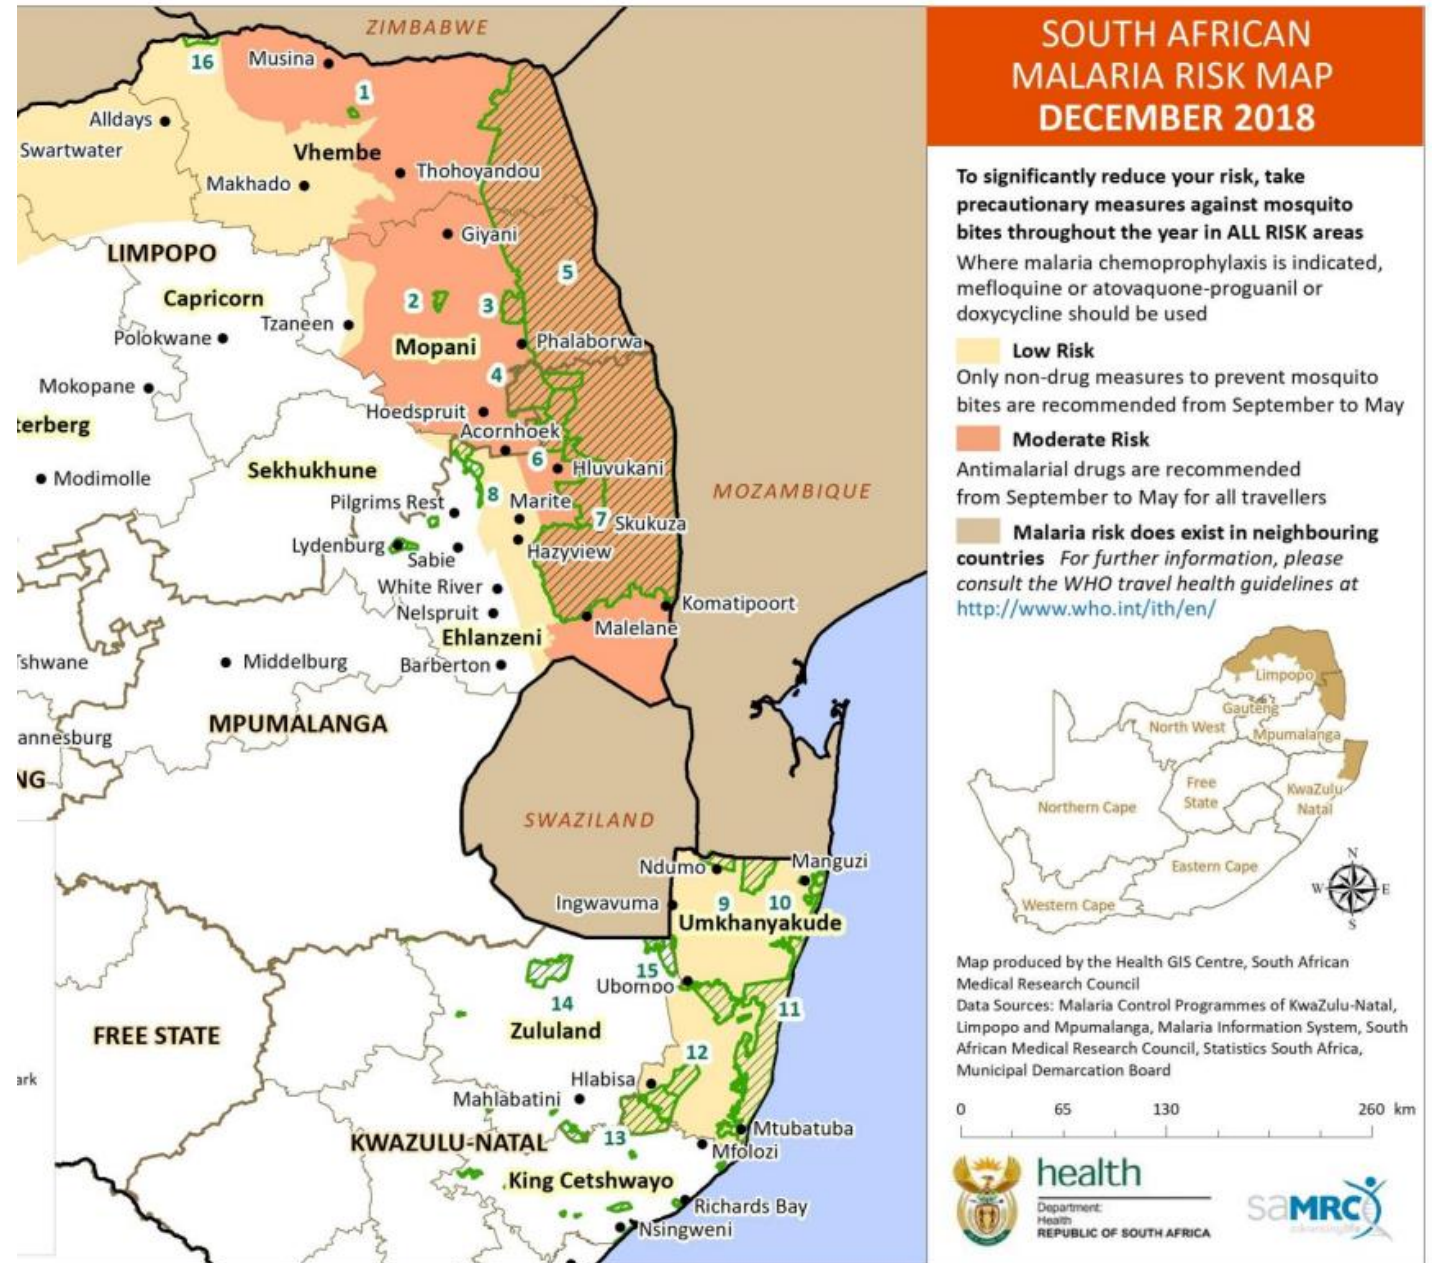 ZIMBABWE
16
Musina
1
Alldays
Swartwater
Vhembe
Thohoyandou
Makhado
Giyani
LIMPOPO
5
Capricorn
2
3
Tzaneen
Polokwane
Phalaborwa
Mopani
4
Mokopane
Hoedspruit
terberg
Acornhoek
6
Hluvukani
Sekhukhune
Modimolle
8
MOZAMBIQUE
Pilgrims Rest
Marite
7
Skukuza
Lydenburg
Sabie
Hazyview
White River
Komatipoort
Nelspruit
Malelane
Ehlanzeni
Tshwane
Middelburg
Barberton
MPUMALANGA
annesburg
NG
SWAZILAND
Ndumo
Manguzi
Ingwavuma
9
10
Umkhanyakude
15
Ubombo
14
11
Zululand
FREE STATE
12
ark
Hlabisa
Mahlabatini
Mtubatuba
13
KWAZULU-NATAL
Mfolozi
King Cetshwayo
Richards Bay
Nsingweni
SOUTH AFRICAN
MALARIA RISK MAP
DECEMBER 2018
To significantly reduce your risk, take
precautionary measures against mosquito
bites throughout the year in ALL RISK areas
Where malaria chemoprophylaxis is indicated,
mefloquine or atovaquone-proguanil or
doxycycline should be used
Low Risk
Only non-drug measures to prevent mosquito
bites are recommended from September to May
Moderate Risk
Antimalarial drugs are recommended
from September to May for all travellers
Malaria risk does exist in neighbouring
countries For further information, please
consult the WHO travel health guidelines at
http://www.who.int/ith/en/
Limpopo
Gauteng
North West
Mpumalanga
Free
State
KwaZulu
Natal
Northern Cape
Eastern Cape
Western Cape
N
W
E
S
Map produced by the Health GIS Centre, South African
Medical Research Council
Data Sources: Malaria Control Programmes of KwaZulu-Natal,
Limpopo and Mpumalanga, Malaria Information System, South
African Medical Research Council, Statistics South Africa,
Municipal Demarcation Board
0 65 130 260 km
health
Department:
Health
REPUBLIC OF SOUTH AFRICA
saMRC
advancing life